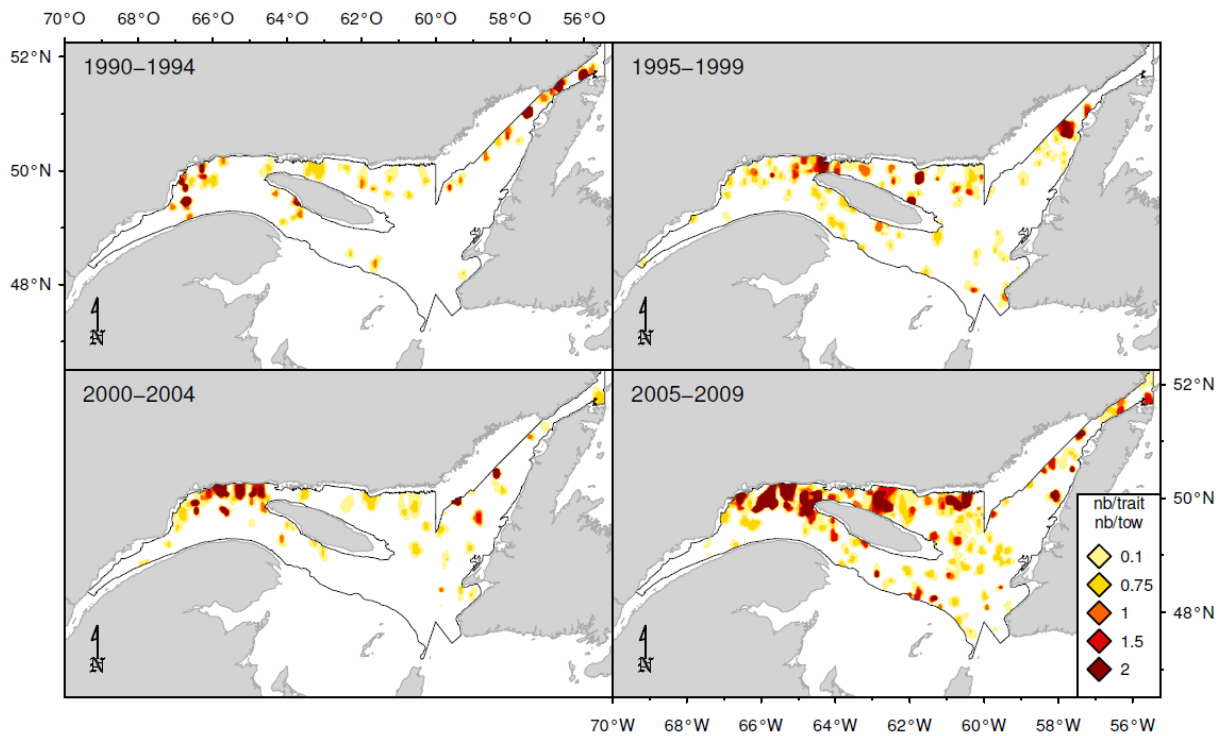 70°O 68°O 66°O 64°O 62°O 60°O 58°O 56°O
52°N
50°N
48°N
1990−1994
N
1995−1999
N
2000−2004
N
2005−2009
N
52°N
50°N
48°N
nb/trait
nb/tow
0.1
0.75
1
1.5
2
70°W 68°W 66°W 64°W 62°W 60°W 58°W 56°W